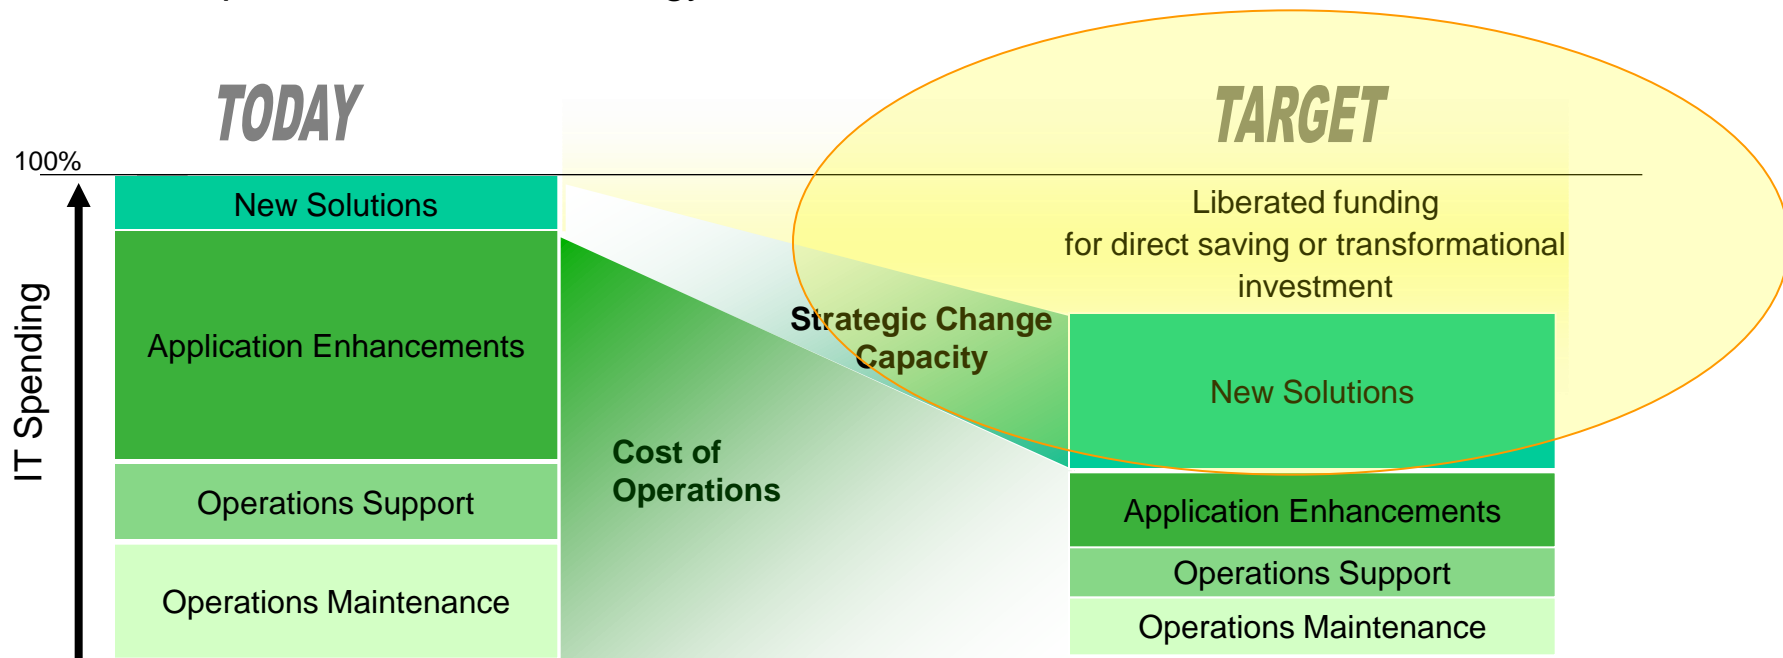 TODAY
TARGET
100%
IT Spending
New Solutions
Application Enhancements
Operations Support
Operations Maintenance
Cost of
Operations
Strategic Change
Capacity
Liberated funding
for direct saving or transformational
investment
New Solutions
Application Enhancements
Operations Support
Operations Maintenance